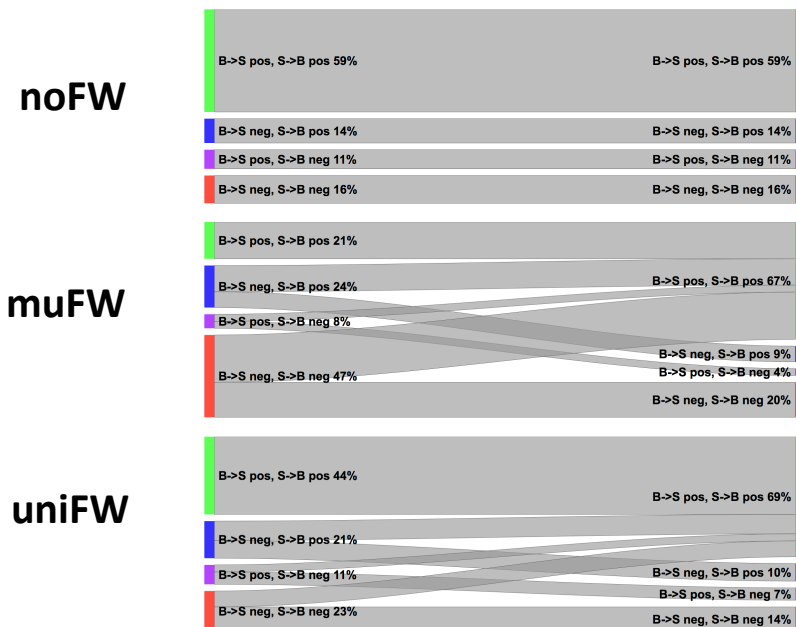 noFW
B->S pos, S->B pos 59% B->S pos, S->B pos 59%
B->S neg, S->B pos 14% B->S neg, S->B pos 14%
B->S pos, S->B neg 11% B->S pos, S->B neg 11%
B->S neg, S->B neg 16% B->S neg, S->B neg 16%
muFW
B->S pos, S->B pos 21%
B->S neg, S->B pos 24% B->S pos, S->B pos 67%
B->S pos, S->B neg 8%
B->S neg, S->B pos 9%
B->S neg, S->B neg 47% B->S pos, S->B neg 4%
B->S neg, S->B neg 20%
uniFW
B->S pos, S->B pos 44%
B->S pos, S->B pos 69%
B->S neg, S->B pos 21%
B->S pos, S->B neg 11% B->S neg, S->B pos 10%
B->S pos, S->B neg 7%
B->S neg, S->B neg 23% B->S neg, S->B neg 14%